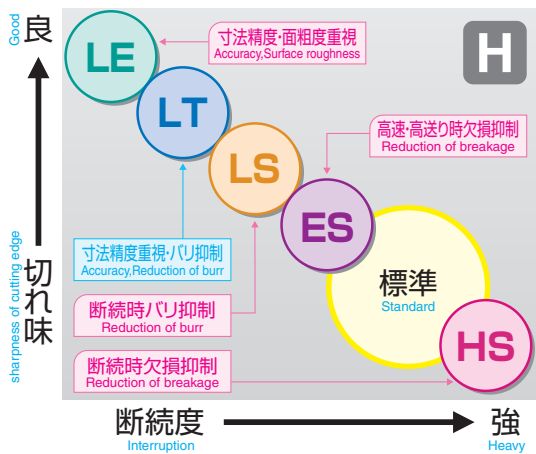 良
Good
LE
寸法精度・面粗度重視
Accuracy,Surface roughness
H
LT
高速・高送り時欠損抑制
Reduction of breakage
LS
ES
寸法精度重視・バリ抑制
Accuracy,Reduction of burr
標準
Standard
断続時バリ抑制
Reduction of burr
HS
断続時欠損抑制
Reduction of breakage
切れ味
sharpness of cutting edge
断続度
Interruption
強
Heavy